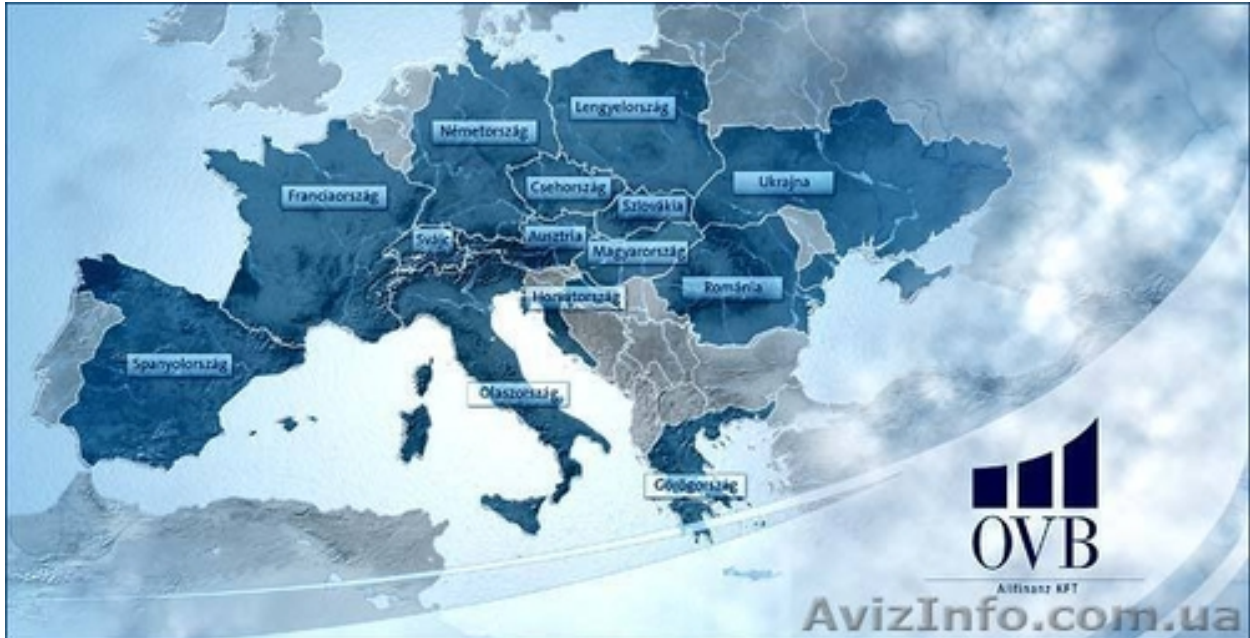 Lengyelország
Németország
Ukrajna
Csehország
Franciaország
Szlovákia
Ausztria
Svájc
Magyarország
Románia
Horvátország
Spanyolország
Olaszország
Görögország
OVB
Allfinanz KFT
AvizInfo.com.ua